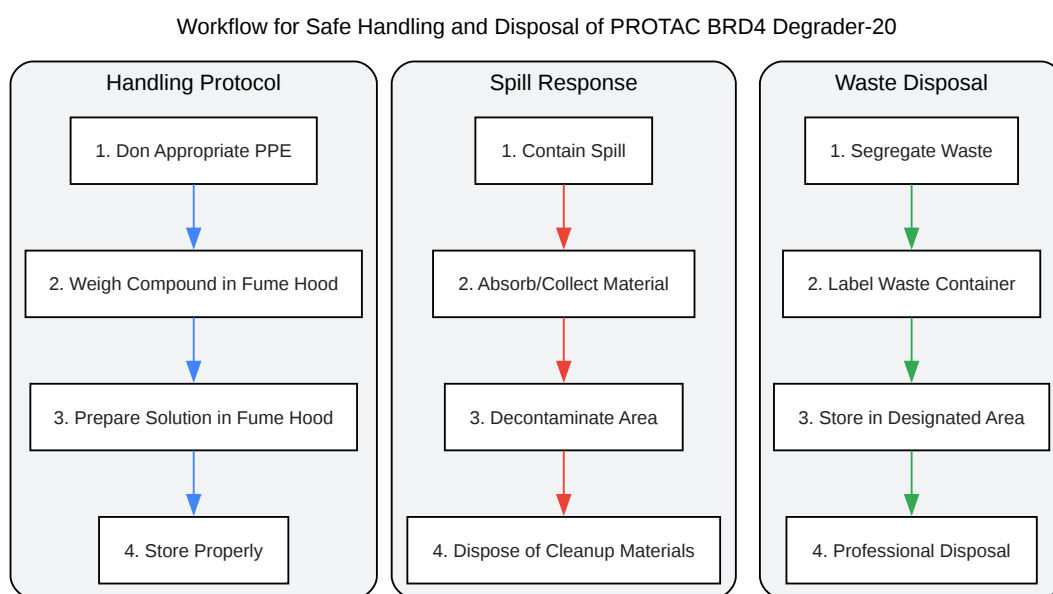 Workflow for Safe Handling and Disposal of PROTAC BRD4 Degrader-20
Handling Protocol
1. Don Appropriate PPE
2. Weigh Compound in Fume Hood
3. Prepare Solution in Fume Hood
4. Store Properly
Spill Response
1. Contain Spill
2. Absorb/Collect Material
3. Decontaminate Area
4. Dispose of Cleanup Materials
Waste Disposal
1. Segregate Waste
2. Label Waste Container
3. Store in Designated Area
4. Professional Disposal